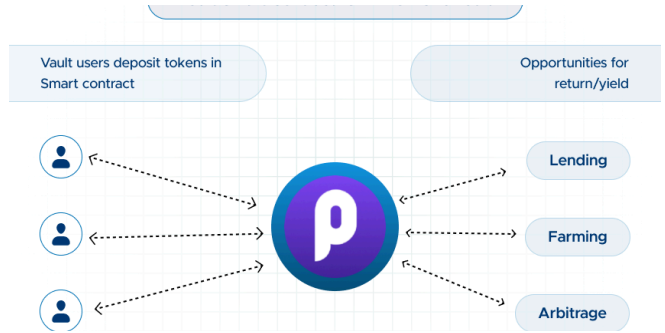 Vault users deposit tokens in
Smart contract
Opportunities for
return/yield
Lending
Farming
Arbitrage